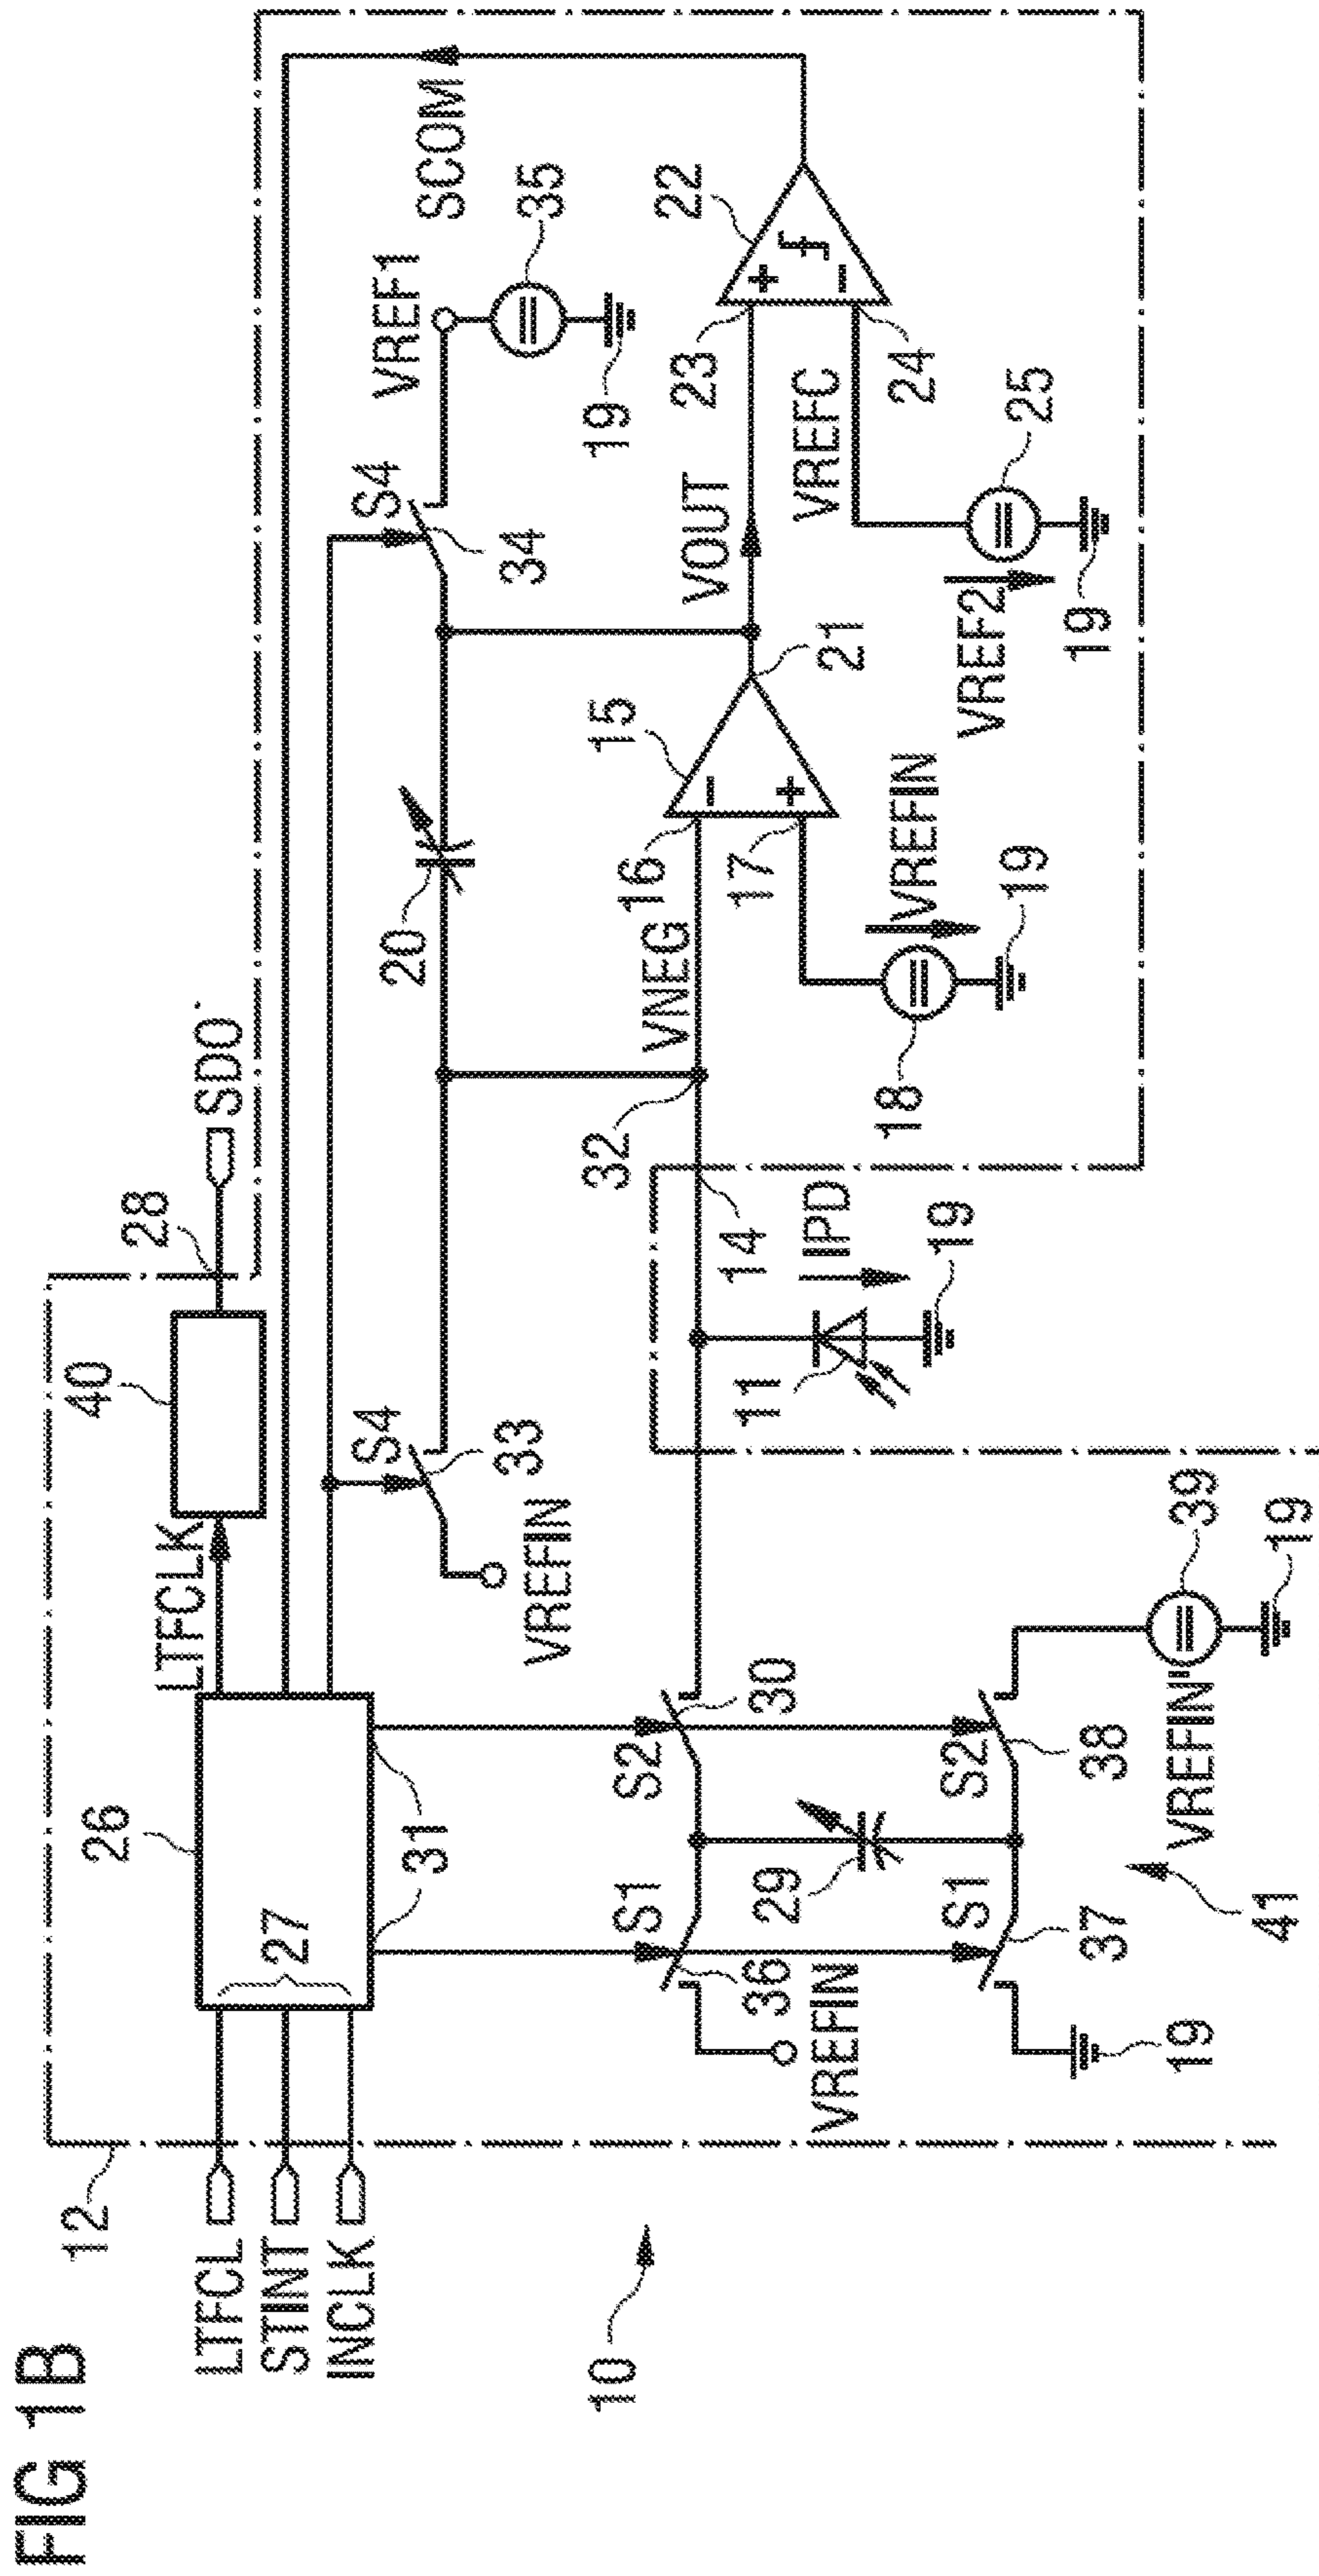 FIG 1B
12
LTFCL
STINT
INCLK
10
26
27
31
LTFCLK
40
28
SDO
S1
36
VREFIN
S2
30
29
S1
37
19
S2
38
VREFIN'
39
19
41
S4
33
VREFIN
11
IPD
19
14
32
VNEG
20
16
17
15
18
VREFIN
19
21
VOUT
S4
34
VREF1
35
19
SCOM
22
23
24
VREFC
25
VREF2
19
+
−
−
+